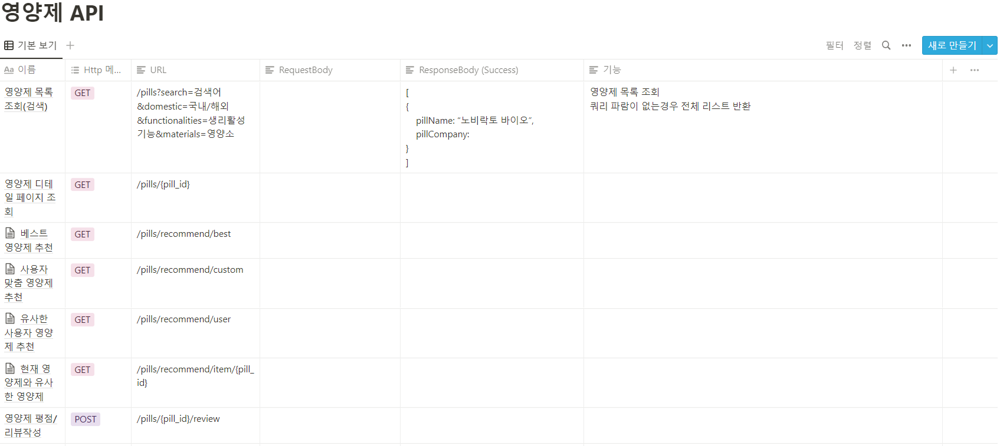 영양제 API
기본 보기
필터 정렬 새로 만들기
Aa 이름 Http 메... URL RequestBody ResponseBody (Success) 기능
영양제 목록
조회(검색)
GET
/pills?search=검색어
&domestic=국내/해외
&functionalities=생리활성
기능&materials=영양소
[
{
pillName: “노비락토 바이오”,
pillCompany:
}
]
영양제 목록 조회
쿼리 파람이 없는경우 전체 리스트 반환
영양제 디테
일 페이지 조
회
GET
/pills/{pill_id}
베스트
영양제 추천
GET
/pills/recommend/best
사용자
맞춤 영양제
추천
GET
/pills/recommend/custom
유사한
사용자 영양
제 추천
GET
/pills/recommend/user
현재 영
양제와 유사
한 영양제
GET
/pills/recommend/item/{pill_
id}
영양제 평점/
리뷰작성
POST
/pills/{pill_id}/review